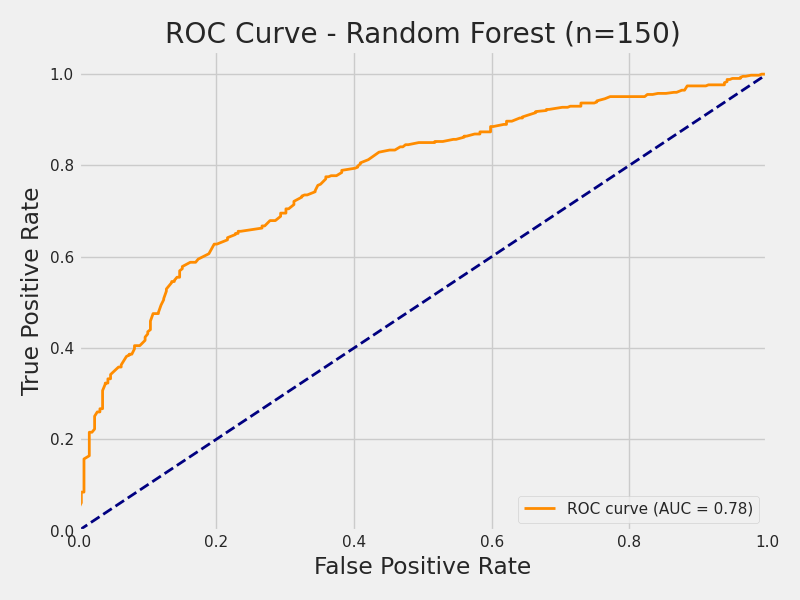 ROC Curve - Random Forest (n=150)
True Positive Rate
1.0
0.8
0.6
0.4
0.2
0.0
0.0 0.2 0.4 0.6 0.8 1.0
False Positive Rate
ROC curve (AUC = 0.78)